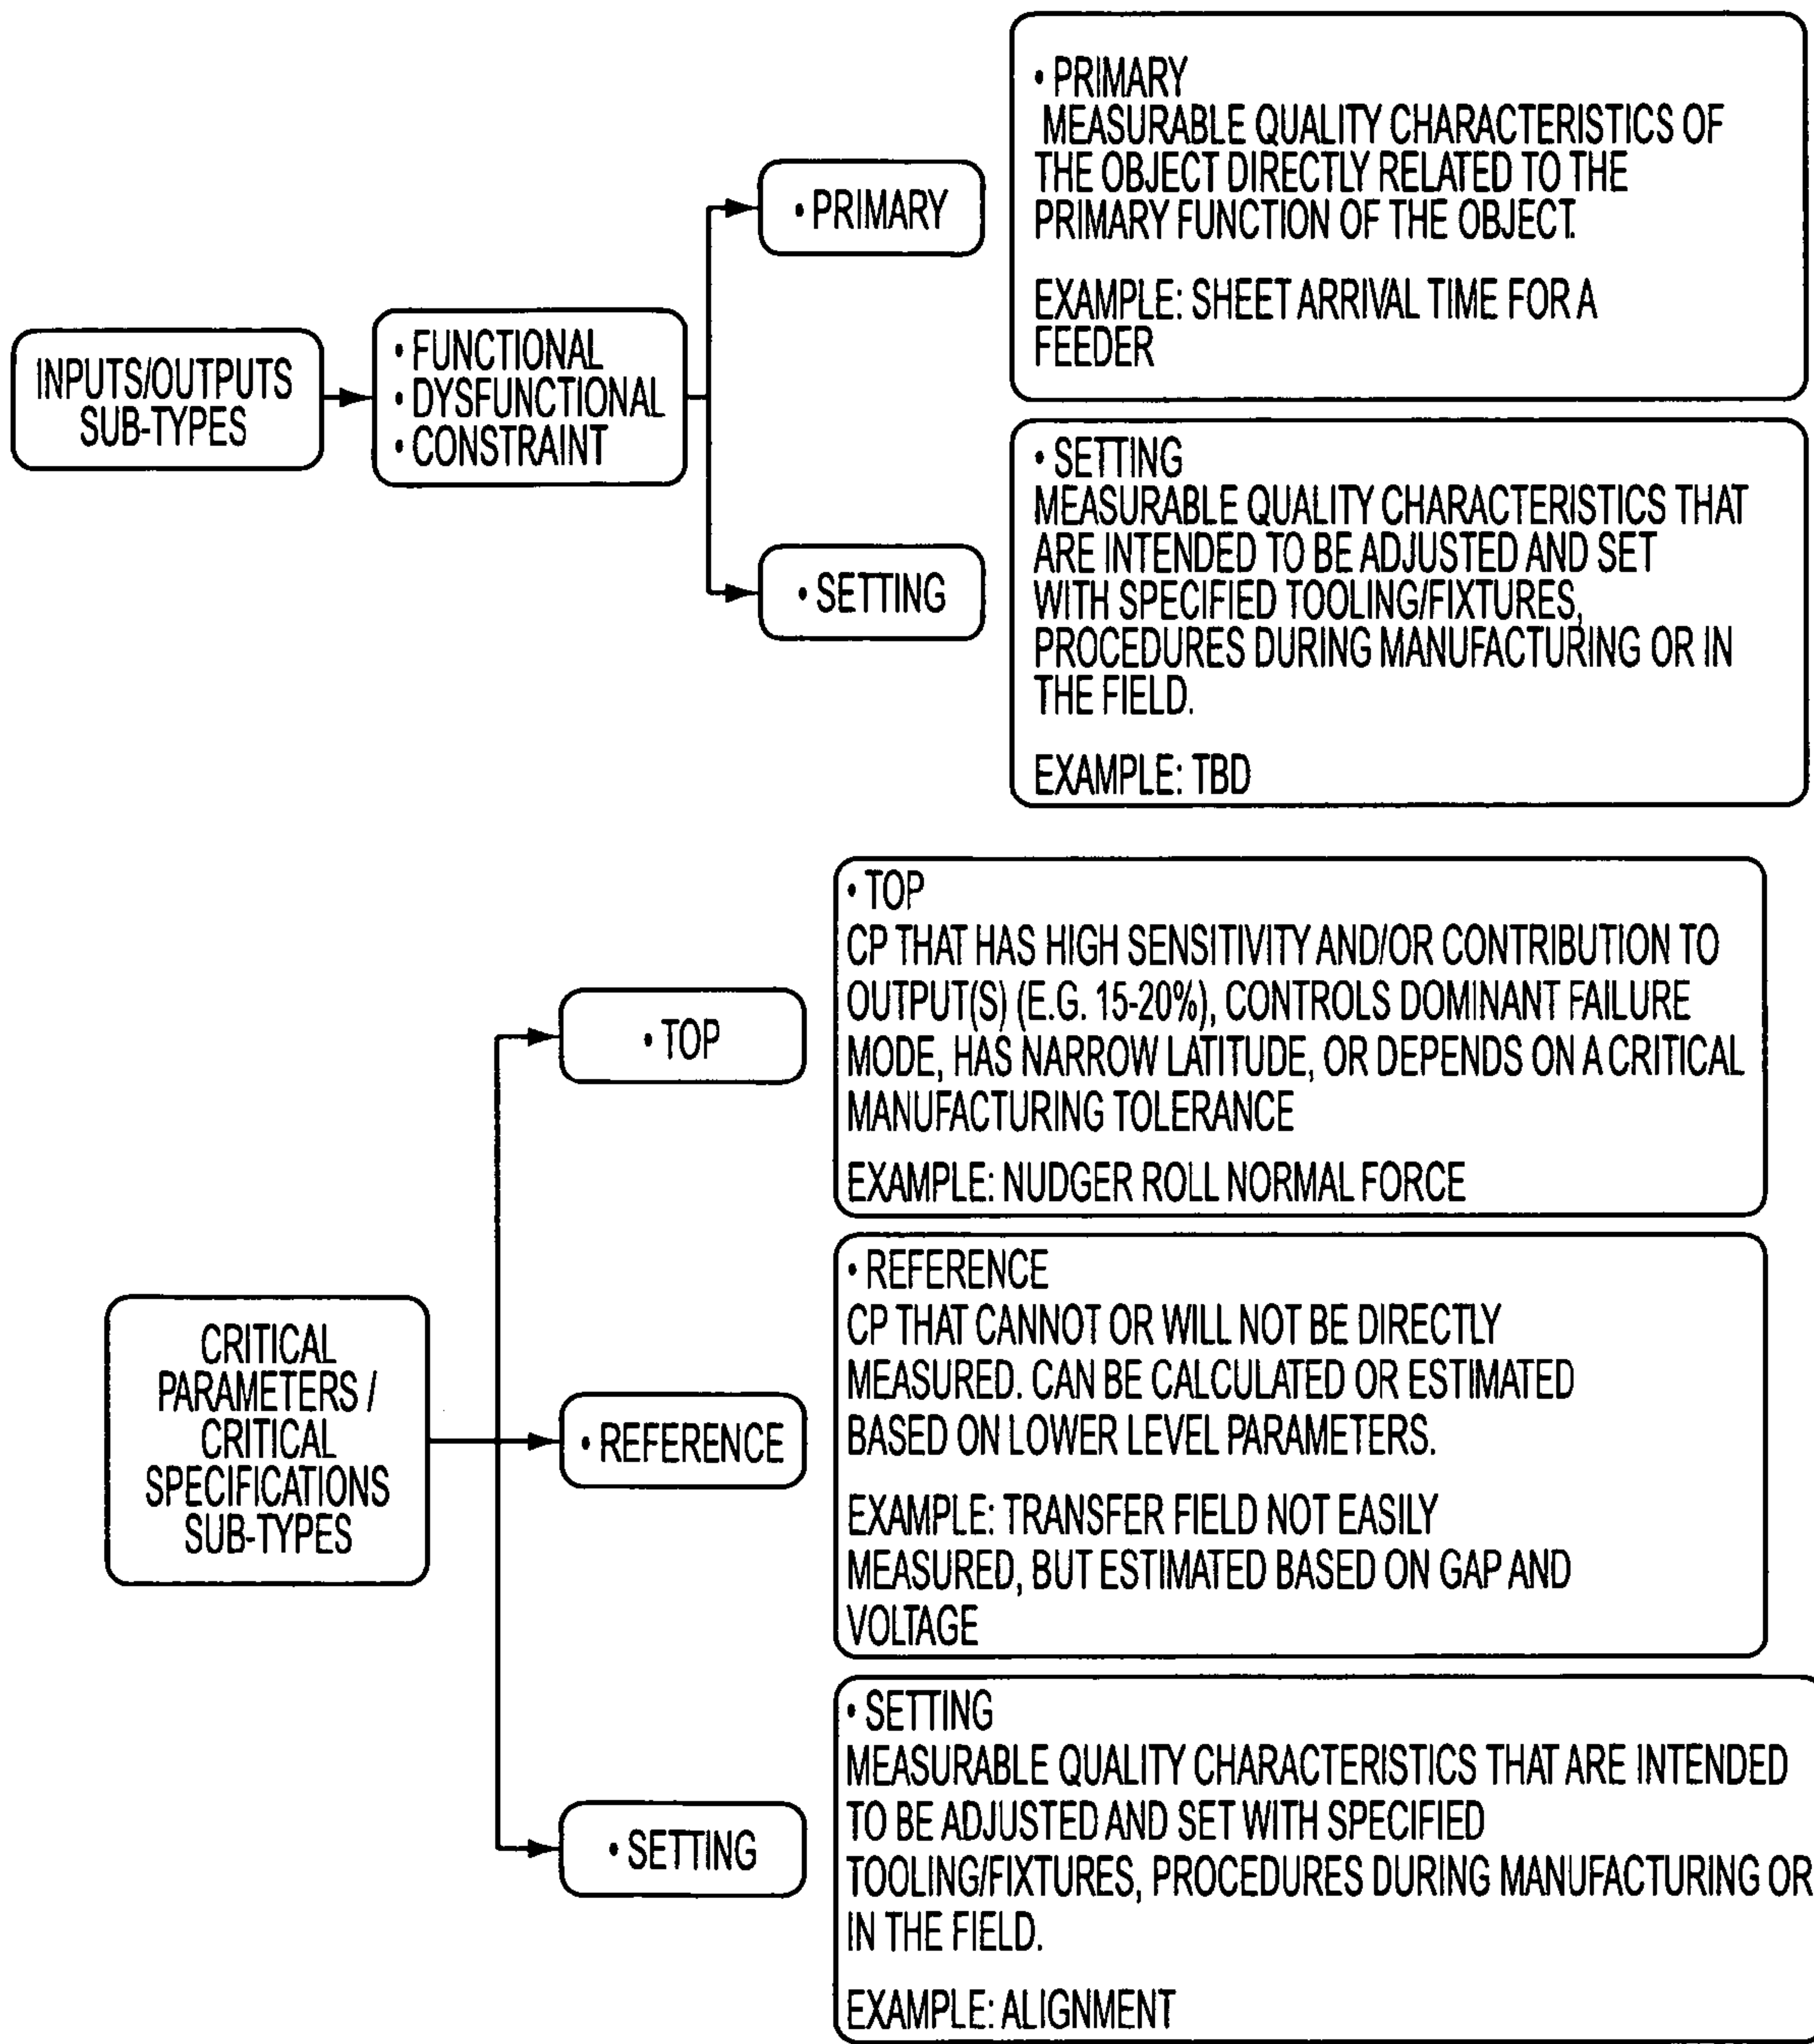 INPUTS/OUTPUTS
SUB-TYPES
• FUNCTIONAL
• DYSFUNCTIONAL
• CONSTRAINT
• PRIMARY
• PRIMARY
MEASURABLE QUALITY CHARACTERISTICS OF
THE OBJECT DIRECTLY RELATED TO THE
PRIMARY FUNCTION OF THE OBJECT.
EXAMPLE: SHEET ARRIVAL TIME FOR A
FEEDER
• SETTING
• SETTING
MEASURABLE QUALITY CHARACTERISTICS THAT
ARE INTENDED TO BE ADJUSTED AND SET
WITH SPECIFIED TOOLING/FIXTURES,
PROCEDURES DURING MANUFACTURING OR IN
THE FIELD.
EXAMPLE: TBD
CRITICAL
PARAMETERS /
CRITICAL
SPECIFICATIONS
SUB-TYPES
• TOP
• TOP
CP THAT HAS HIGH SENSITIVITY AND/OR CONTRIBUTION TO
OUTPUT(S) (E.G. 15-20%), CONTROLS DOMINANT FAILURE
MODE, HAS NARROW LATITUDE, OR DEPENDS ON A CRITICAL
MANUFACTURING TOLERANCE
EXAMPLE: NUDGER ROLL NORMAL FORCE
• REFERENCE
• REFERENCE
CP THAT CANNOT OR WILL NOT BE DIRECTLY
MEASURED. CAN BE CALCULATED OR ESTIMATED
BASED ON LOWER LEVEL PARAMETERS.
EXAMPLE: TRANSFER FIELD NOT EASILY
MEASURED, BUT ESTIMATED BASED ON GAP AND
VOLTAGE
• SETTING
• SETTING
MEASURABLE QUALITY CHARACTERISTICS THAT ARE INTENDED
TO BE ADJUSTED AND SET WITH SPECIFIED
TOOLING/FIXTURES, PROCEDURES DURING MANUFACTURING OR
IN THE FIELD.
EXAMPLE: ALIGNMENT